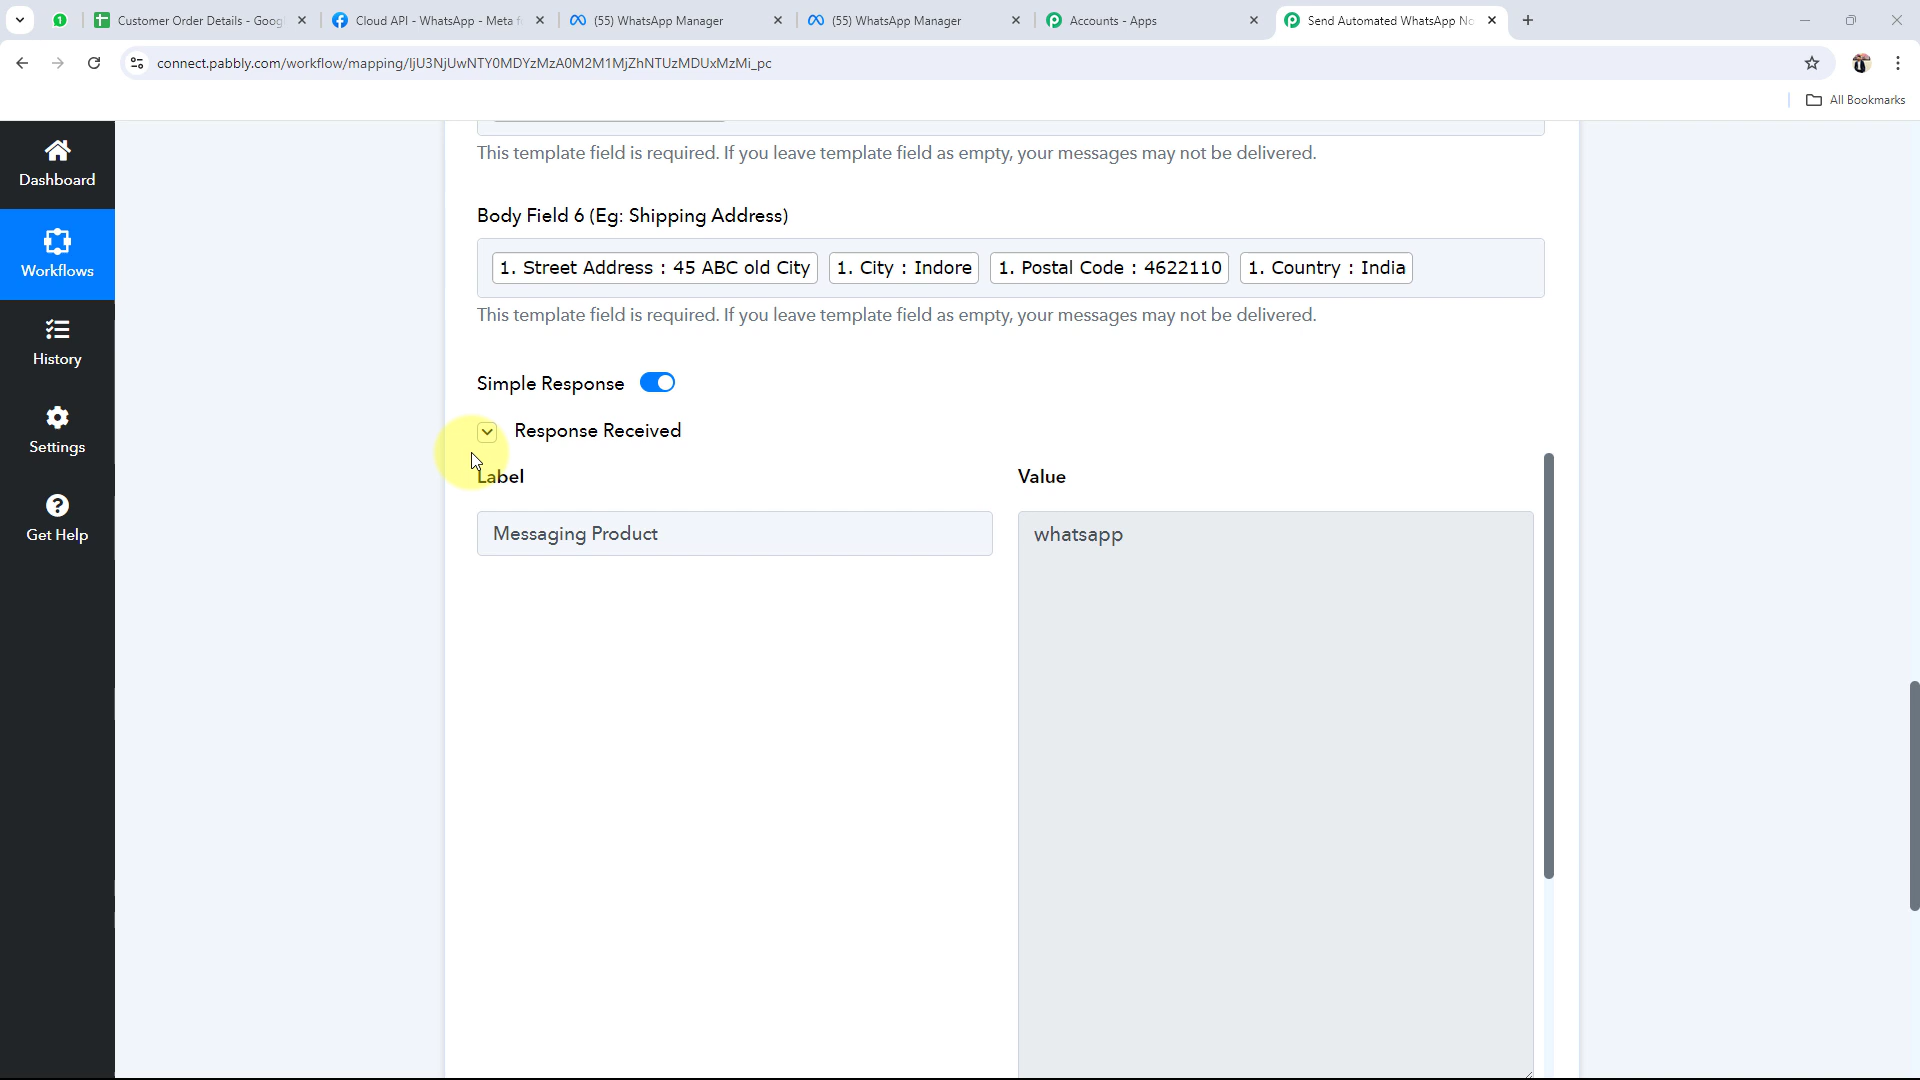 Customer Order Details - Goog
Cloud API - WhatsApp - Meta f
(55) WhatsApp Manager
(55) WhatsApp Manager
Accounts - Apps
Send Automated WhatsApp No
connect.pabbly.com/workflow/mapping/IjU3NjUwNTY0MDYzMzA0M2M1MjZhNTUzMDUxMzMi_pc
All Bookmarks
Dashboard
Workflows
History
Settings
Get Help
This template field is required. If you leave template field as empty, your messages may not be delivered.
Body Field 6 (Eg: Shipping Address)
1. Street Address : 45 ABC old City 1. City : Indore 1. Postal Code : 4622110 1. Country : India
This template field is required. If you leave template field as empty, your messages may not be delivered.
Simple Response
Response Received
Label Value
Messaging Product whatsapp